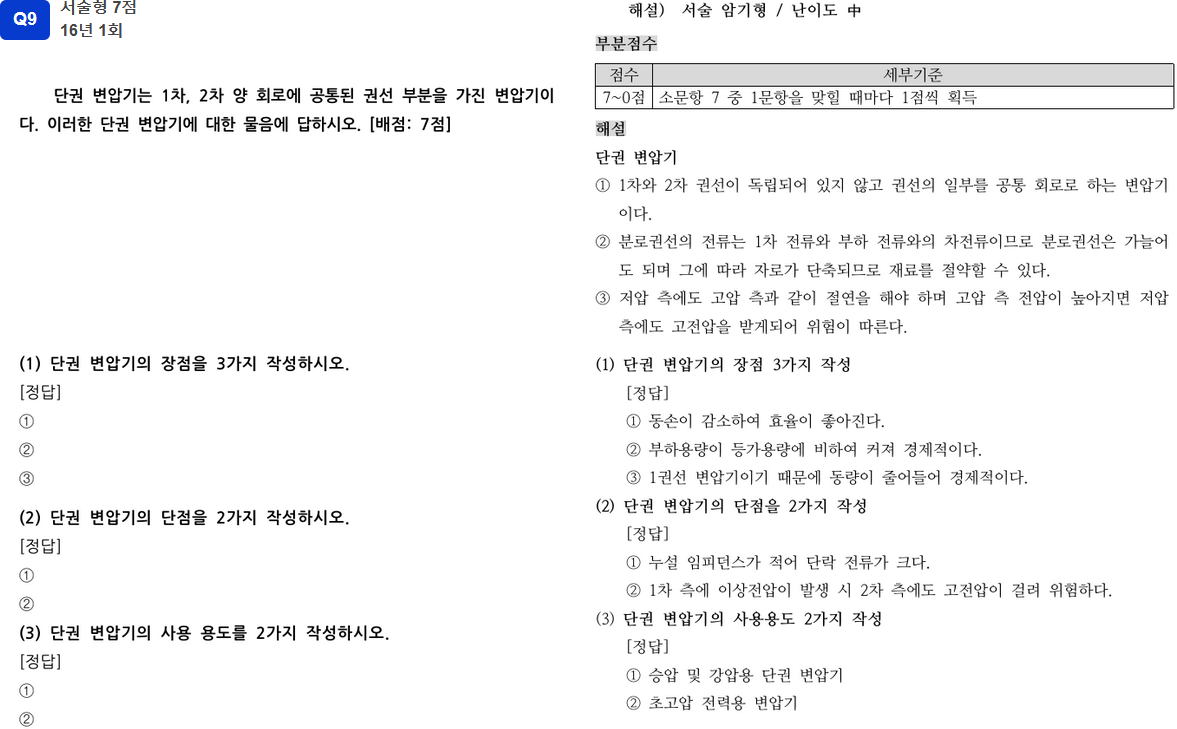 Q9
서술형 7점
16년 1회
단권 변압기는 1차, 2차 양 회로에 공통된 권선 부분을 가진 변압기이
다. 이러한 단권 변압기에 대한 물음에 답하시오. [배점: 7점]
(1) 단권 변압기의 장점을 3가지 작성하시오.
[정답]
①
②
③
(2) 단권 변압기의 단점을 2가지 작성하시오.
[정답]
①
②
(3) 단권 변압기의 사용 용도를 2가지 작성하시오.
[정답]
①
②
해설) 서술 암기형 / 난이도 中
부분점수
점수 세부기준
7~0점 소문항 7 중 1문항을 맞힐 때마다 1점씩 획득
해설
단권 변압기
① 1차와 2차 권선이 독립되어 있지 않고 권선의 일부를 공통 회로로 하는 변압기
이다.
② 분로권선의 전류는 1차 전류와 부하 전류와의 차전류이므로 분로권선은 가늘어
도 되며 그에 따라 자로가 단축되므로 재료를 절약할 수 있다.
③ 저압 측에도 고압 측과 같이 절연을 해야 하며 고압 측 전압이 높아지면 저압
측에도 고전압을 받게되어 위험이 따른다.
(1) 단권 변압기의 장점 3가지 작성
[정답]
① 동손이 감소하여 효율이 좋아진다.
② 부하용량이 등가용량에 비하여 커져 경제적이다.
③ 1권선 변압기이기 때문에 동량이 줄어들어 경제적이다.
(2) 단권 변압기의 단점을 2가지 작성
[정답]
① 누설 임피던스가 적어 단락 전류가 크다.
② 1차 측에 이상전압이 발생 시 2차 측에도 고전압이 걸려 위험하다.
(3) 단권 변압기의 사용용도 2가지 작성
[정답]
① 승압 및 강압용 단권 변압기
② 초고압 전력용 변압기